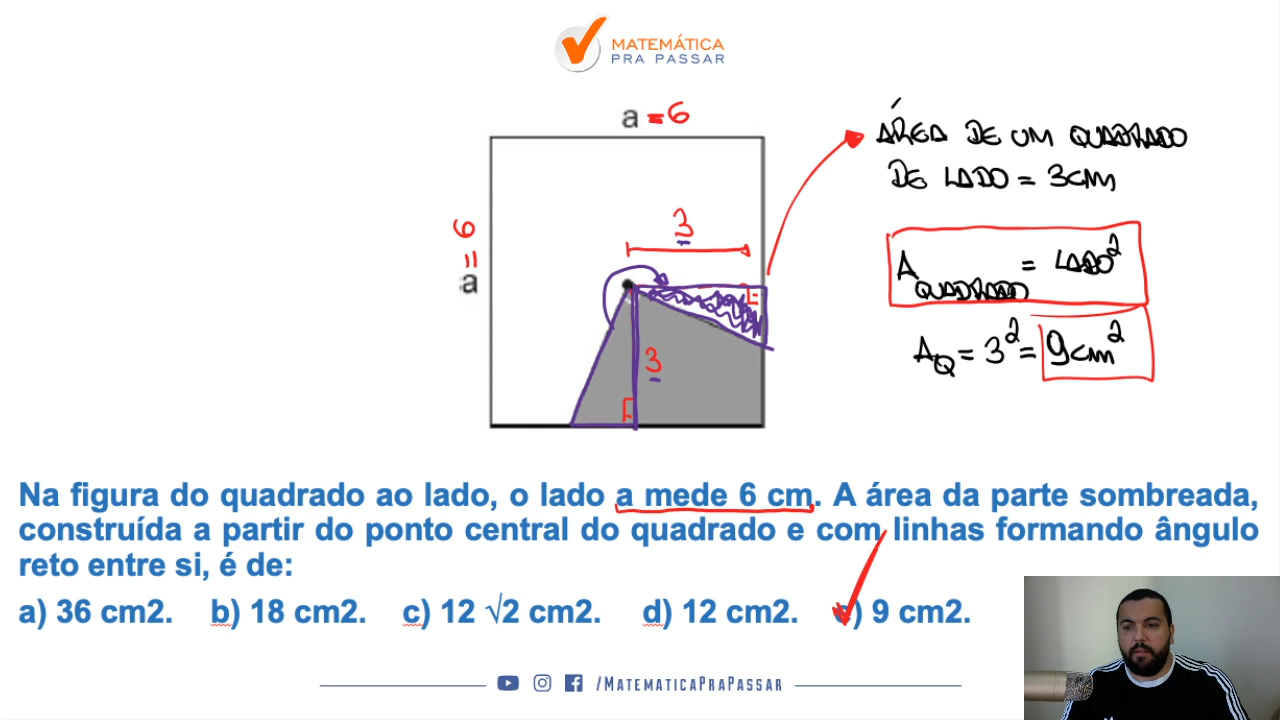 MATEMÁTICA
PRA PASSAR
a = 6
ÁREA DE UM QUADRADO
DE LADO = 3cm
3
a = 6
A QUADRADO = LADO²
3
AQ = 3² = 9cm²
Na figura do quadrado ao lado, o lado a mede 6 cm. A área da parte sombreada,
construída a partir do ponto central do quadrado e com linhas formando ângulo
reto entre si, é de:
a) 36 cm2. b) 18 cm2. c) 12 √2 cm2. d) 12 cm2. e) 9 cm2.
/MatematicaPraPassar